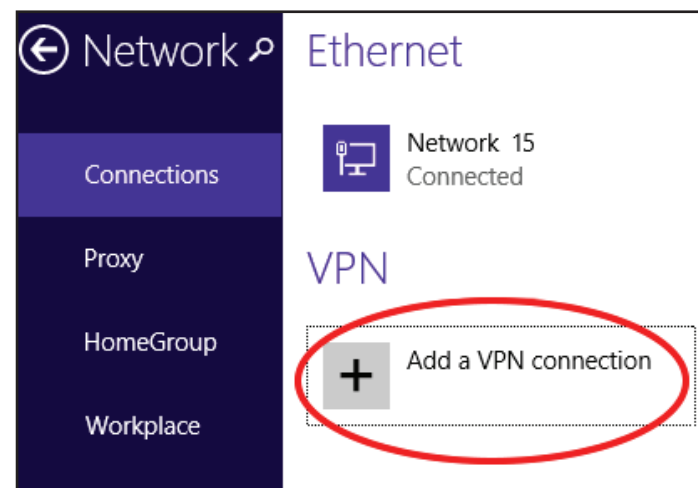 Network
Connections
Proxy
HomeGroup
Workplace
Ethernet
Network 15
Connected
VPN
Add a VPN connection